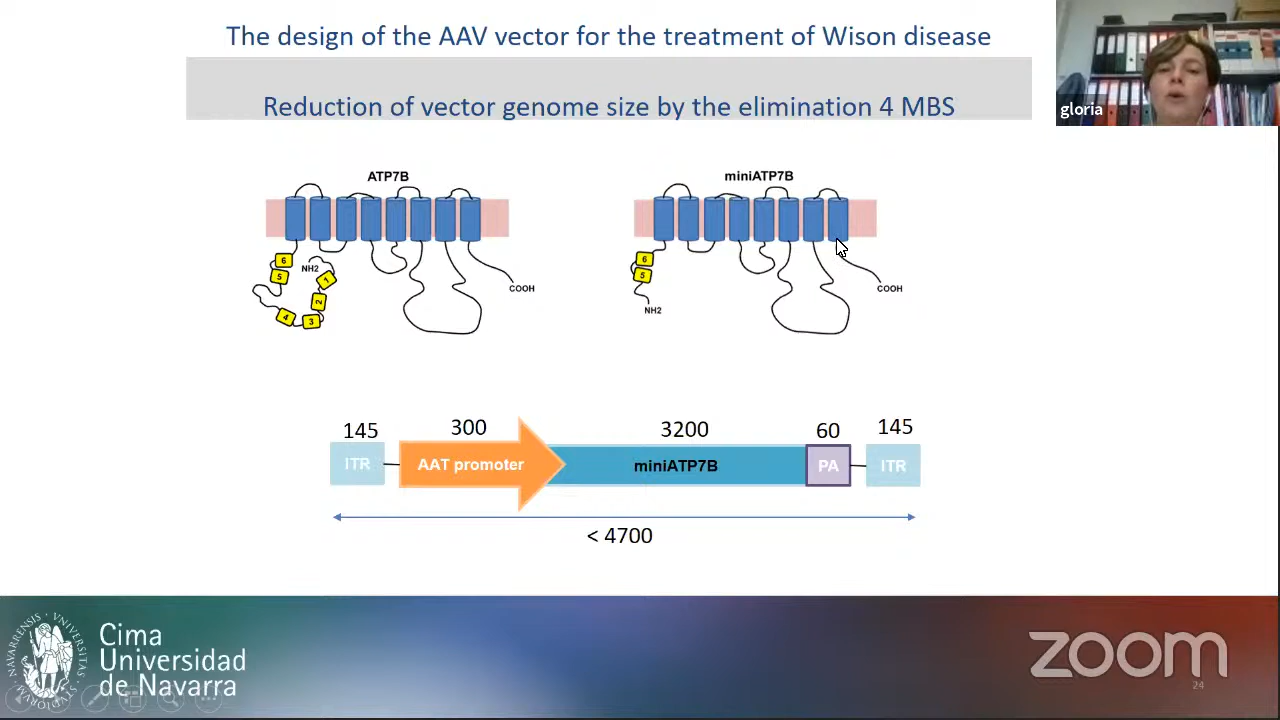 The design of the AAV vector for the treatment of Wison disease
Reduction of vector genome size by the elimination 4 MBS
gloria
ATP7B
miniATP7B
6
5
NH2
1
2
3
4
COOH
6
5
NH2
COOH
145
300
3200
60
145
ITR
AAT promoter
miniATP7B
PA
ITR
< 4700
Cima
Universidad
de Navarra
zoom
24